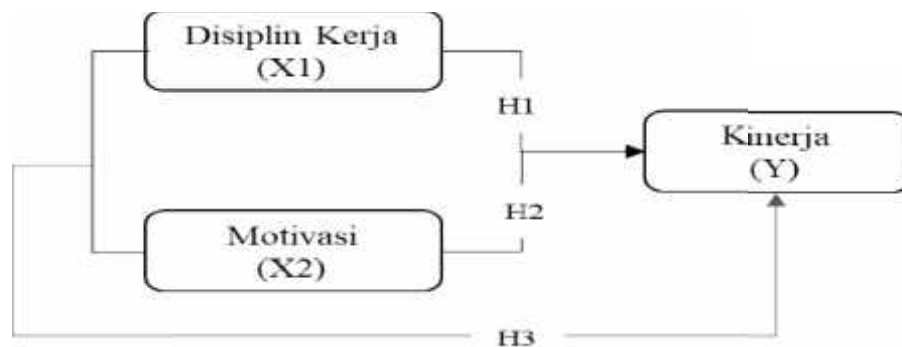 Disiplin Kerja
(X1)
H1
Kinerja
(Y)
H2
Motivasi
(X2)
H3